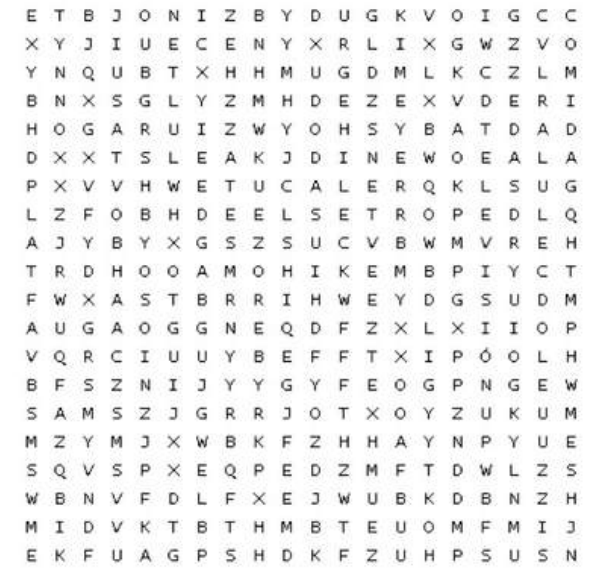 E T B J O N I Z B Y D U G K V O I G C C
X Y J I U E C E N Y X R L I X G W Z V O
Y N Q U B T X H H M U G D M L K C Z L M
B N X S G L Y Z M H D E Z E X V D E R I
H O G A R U I Z W Y O H S Y B A T D A D
D X X T S L E A K J D I N E W O E A L A
P X V V H W E T U C A L E R Q K L S U G
L Z F O B H D E E L S E T R O P E D L Q
A J Y B Y X G S Z S U C V B W M V R E H
T R D H O O A M O H I K E M B P I Y C T
F W X A S T B R R I H W E Y D G S U D M
A U G A O G G N E Q D F Z X L X I I O P
V Q R C I U U Y B E F F T X I P Ó O L H
B F S Z N I J Y Y G Y F E O G P N G E W
S A M S Z J G R R J O T X O Y Z U K U M
M Z Y M J X W B K F Z H H A Y N P Y U E
S Q V S P X E Q P E D Z M F T D W L Z S
W B N V F D L F X E J W U B K D B N Z H
M I D V K T B T H M B T E U O M F M I J
E K F U A G P S H D K F Z U H P S U S N